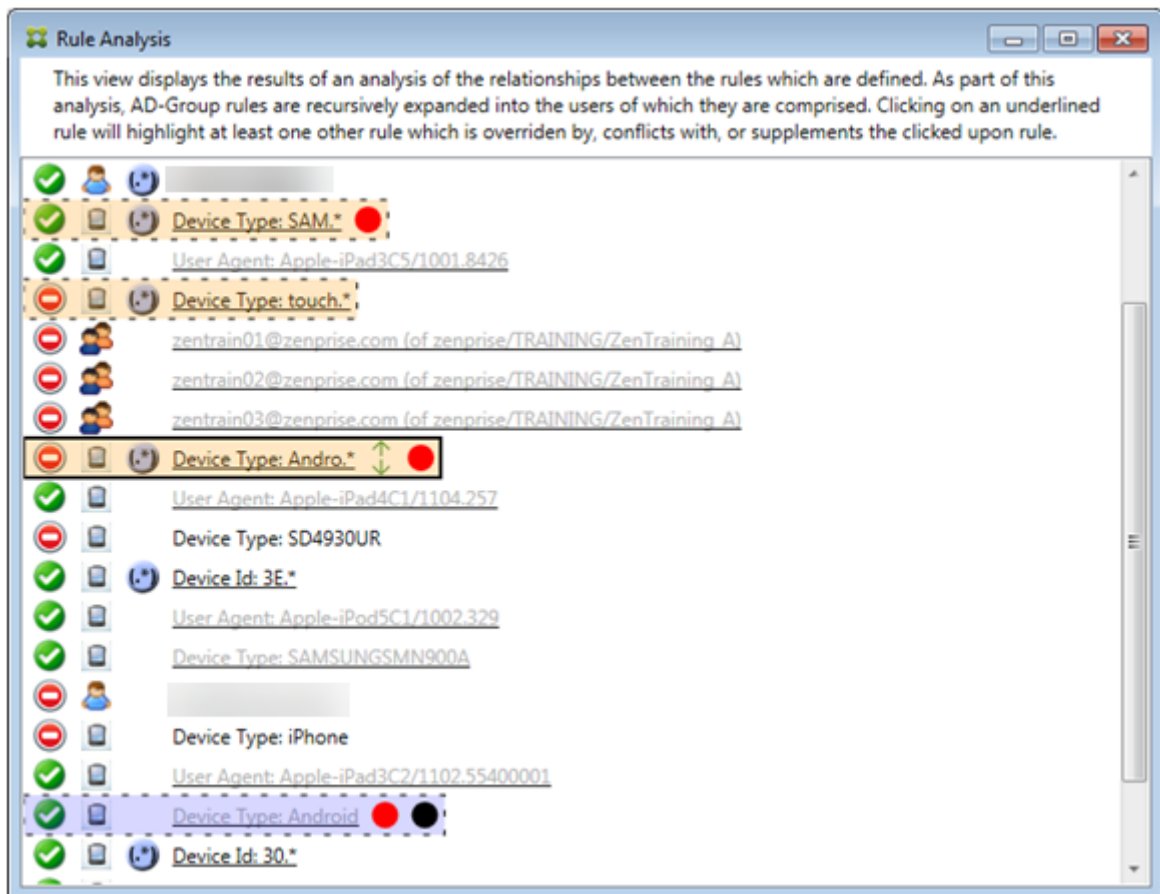 Rule Analysis
This view displays the results of an analysis of the relationships between the rules which are defined. As part of this
analysis, AD-Group rules are recursively expanded into the users of which they are comprised. Clicking on an underlined
rule will highlight at least one other rule which is overriden by, conflicts with, or supplements the clicked upon rule.
(.*)
(.*) Device Type: SAM.*
User Agent: Apple-iPad3C5/1001.8426
(.*) Device Type: touch.*
zentrain01@zenprise.com (of zenprise/TRAINING/ZenTraining A)
zentrain02@zenprise.com (of zenprise/TRAINING/ZenTraining A)
zentrain03@zenprise.com (of zenprise/TRAINING/ZenTraining A)
(.*) Device Type: Andro.*
User Agent: Apple-iPad4C1/1104.257
Device Type: SD4930UR
(.*) Device Id: 3E.*
User Agent: Apple-iPod5C1/1002.329
Device Type: SAMSUNGSMN900A
Device Type: iPhone
User Agent: Apple-iPad3C2/1102.55400001
Device Type: Android
(.*) Device Id: 30.*